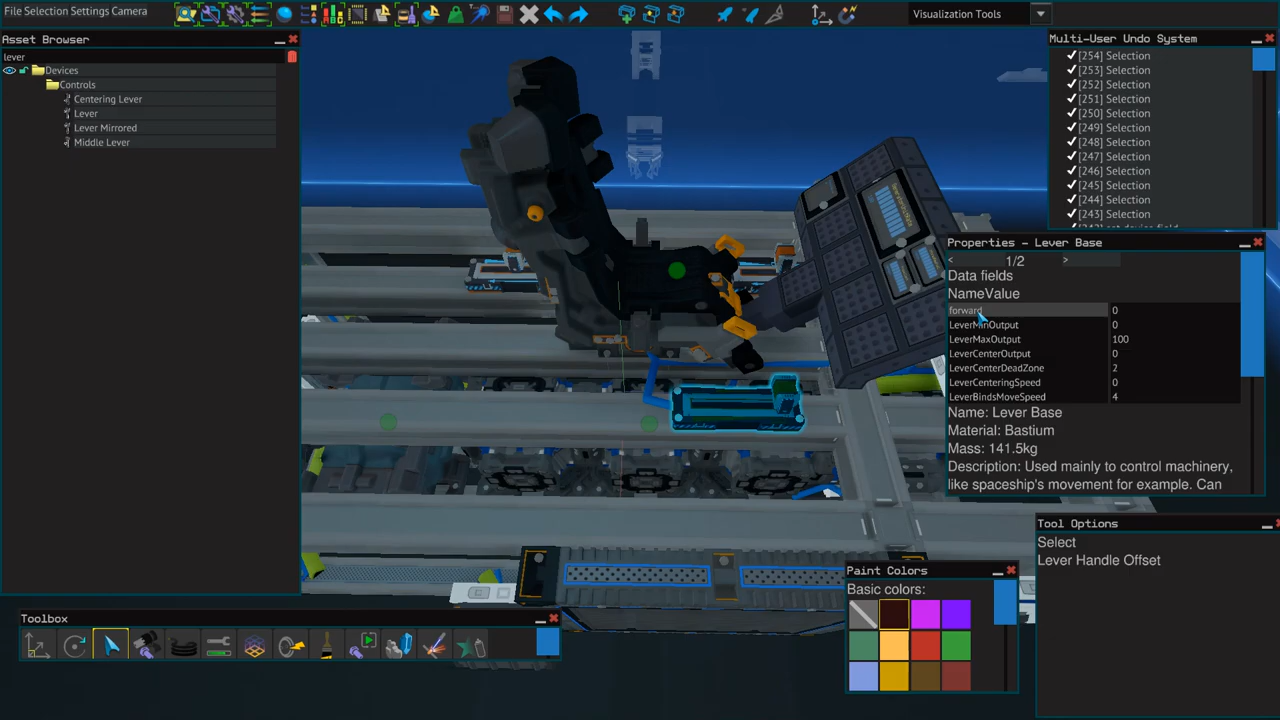 File Selection Settings Camera
Visualization Tools
Asset Browser
lever
Devices
Controls
Centering Lever
Lever
Lever Mirrored
Middle Lever
Multi-User Undo System
[254] Selection
[253] Selection
[252] Selection
[251] Selection
[250] Selection
[249] Selection
[248] Selection
[247] Selection
[246] Selection
[245] Selection
[244] Selection
[243] Selection
Properties - Lever Base
< 1/2 >
Data fields
NameValue
forward 0
LeverMinOutput 0
LeverMaxOutput 100
LeverCenterOutput 0
LeverCenterDeadZone 2
LeverCenteringSpeed 0
LeverBindsMoveSpeed 4
Name: Lever Base
Material: Bastium
Mass: 141.5kg
Description: Used mainly to control machinery,
like spaceship's movement for example. Can
Tool Options
Select
Lever Handle Offset
Paint Colors
Basic colors:
Toolbox